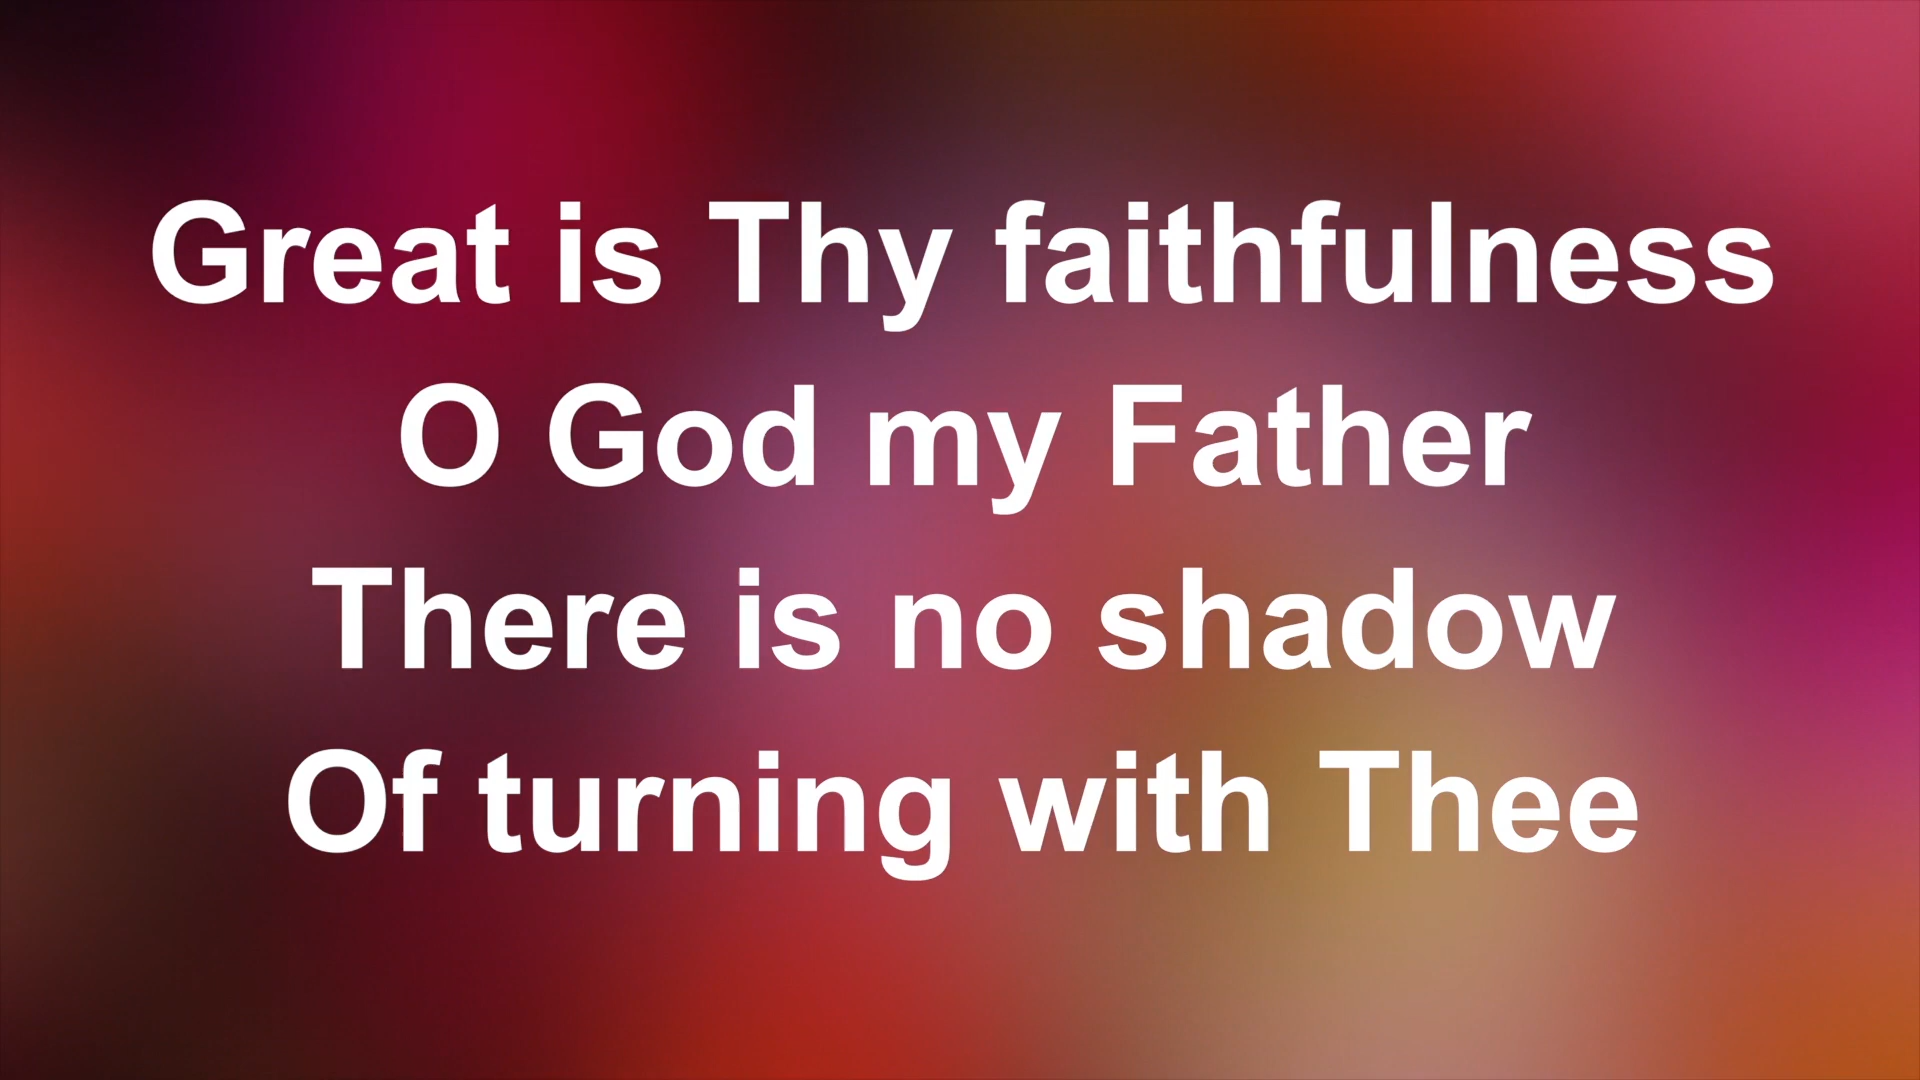 Great is Thy faithfulness
O God my Father
There is no shadow
Of turning with Thee